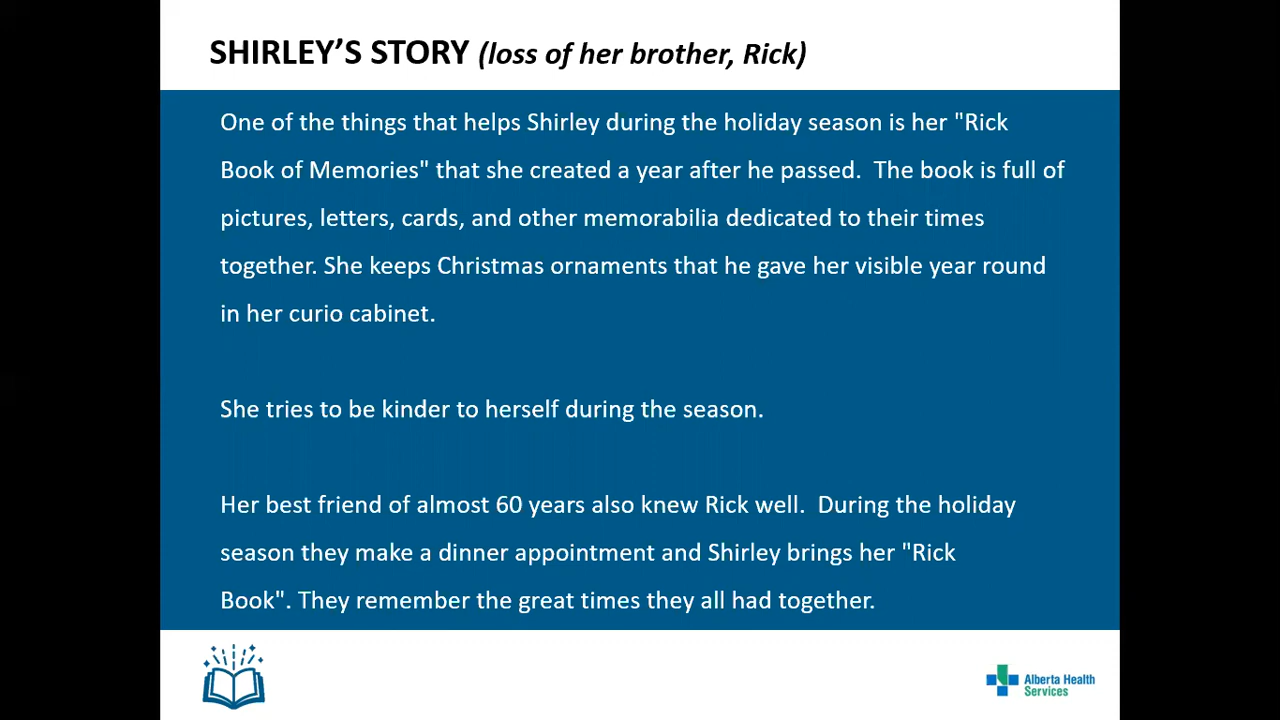 SHIRLEY'S STORY (loss of her brother, Rick)
One of the things that helps Shirley during the holiday season is her "Rick
Book of Memories" that she created a year after he passed.  The book is full of
pictures, letters, cards, and other memorabilia dedicated to their times
together. She keeps Christmas ornaments that he gave her visible year round
in her curio cabinet.
She tries to be kinder to herself during the season.
Her best friend of almost 60 years also knew Rick well.  During the holiday
season they make a dinner appointment and Shirley brings her "Rick
Book". They remember the great times they all had together.
Alberta Health
Services